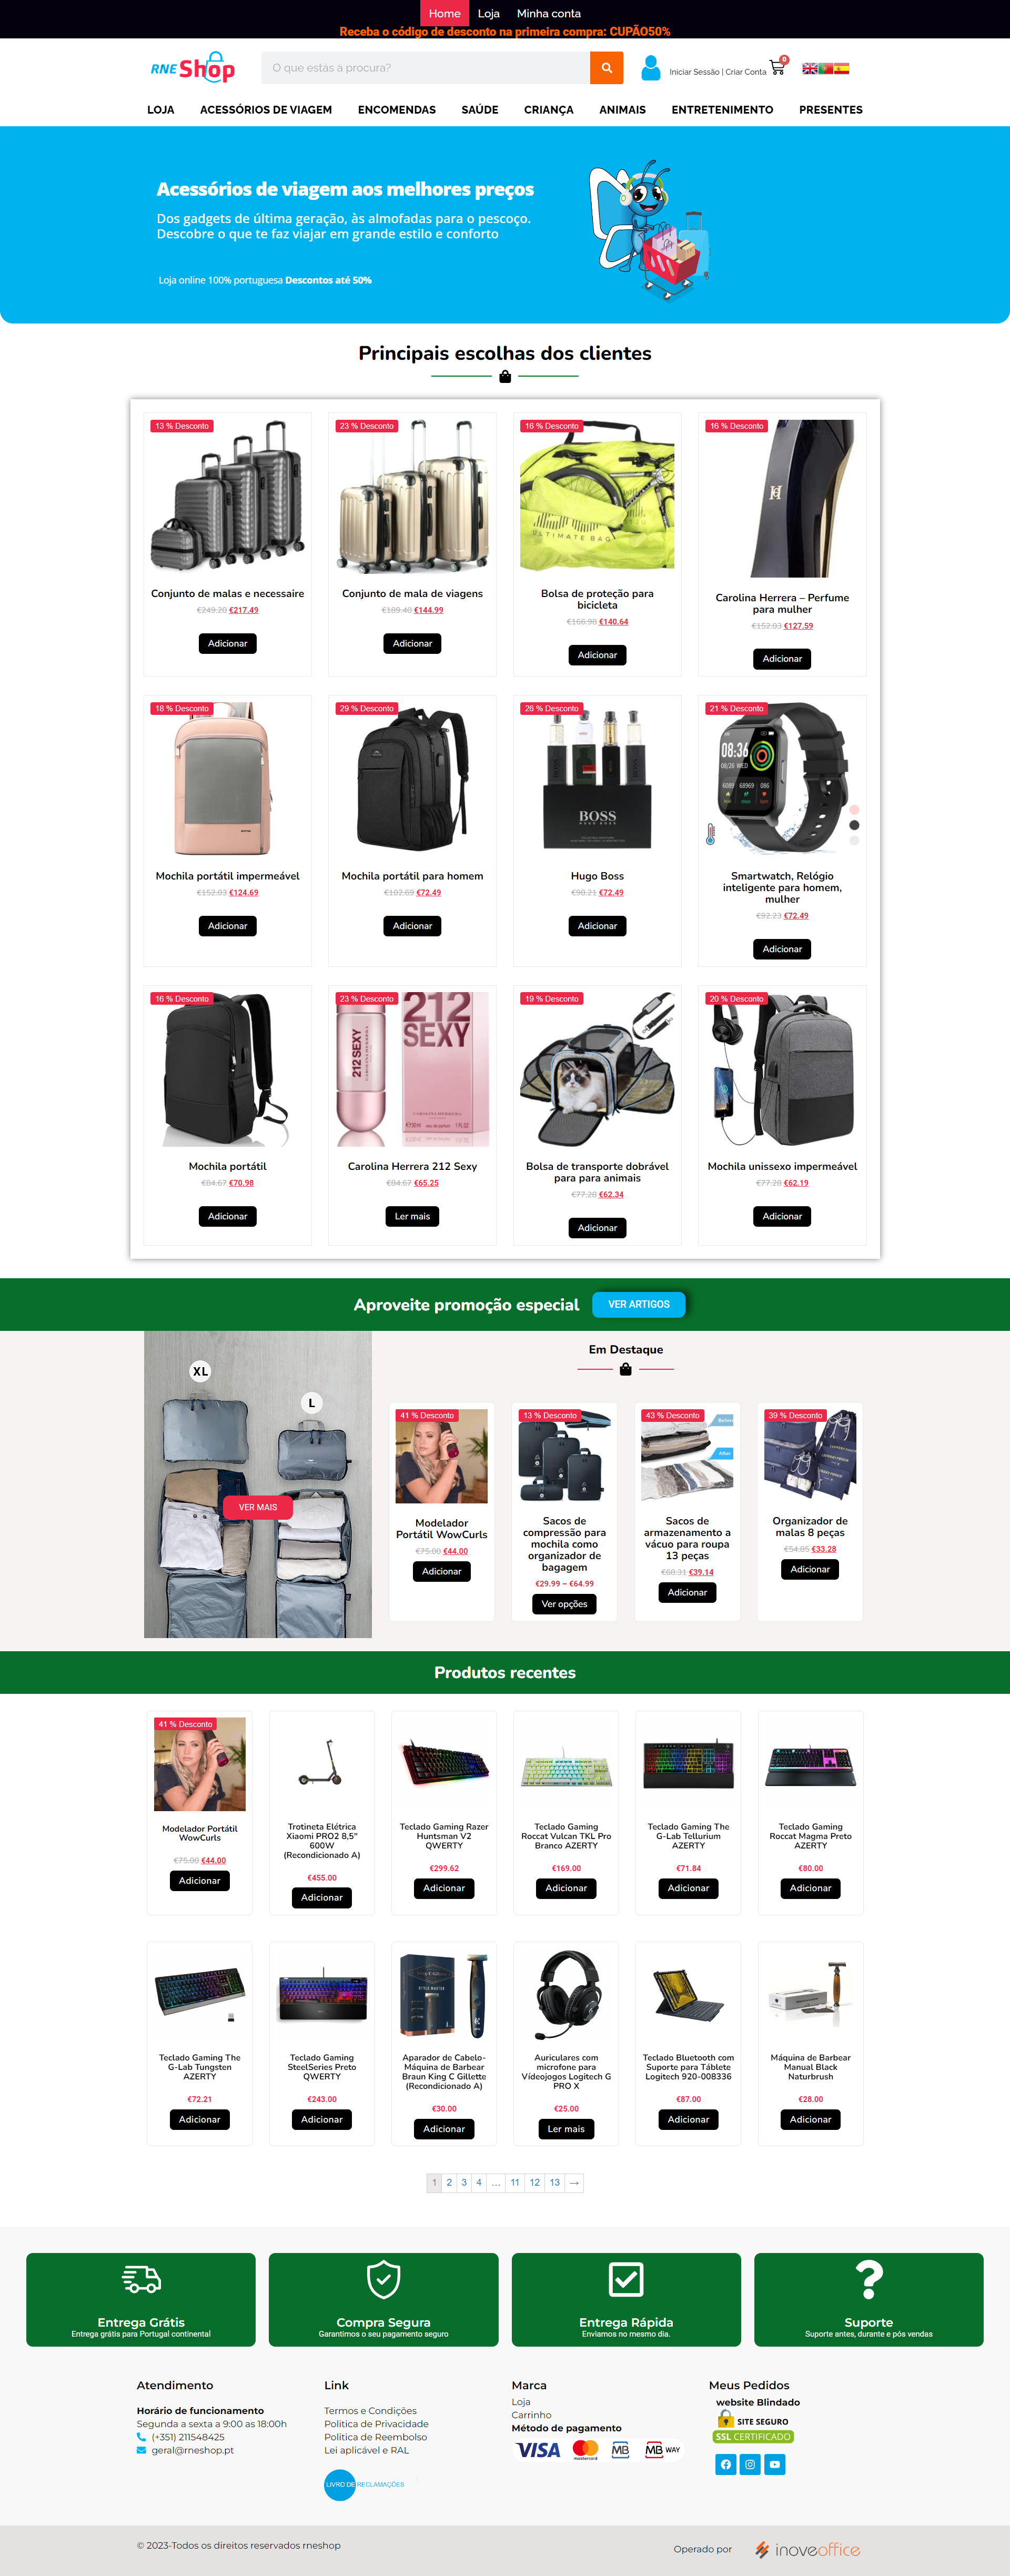 Home Loja Minha conta
Receba o código de desconto na primeira compra: CUPÃO50%
RNE Shop
O que estás à procura?
Iniciar Sessão | Criar Conta
0
LOJA ACESSÓRIOS DE VIAGEM ENCOMENDAS SAÚDE CRIANÇA ANIMAIS ENTRETENIMENTO PRESENTES
Acessórios de viagem aos melhores preços
Dos gadgets de última geração, às almofadas para o pescoço.
Descobre o que te faz viajar em grande estilo e conforto
Loja online 100% portuguesa Descontos até 50%
Principais escolhas dos clientes
13 % Desconto
Conjunto de malas e necessaire
€249.20 €217.49
Adicionar
23 % Desconto
Conjunto de mala de viagens
€189.40 €144.99
Adicionar
16 % Desconto
ULTIMATE BAG
Bolsa de proteção para
bicicleta
€166.98 €140.64
Adicionar
16 % Desconto
Carolina Herrera – Perfume
para mulher
€152.03 €127.59
Adicionar
18 % Desconto
Mochila portátil impermeável
€152.03 €124.69
Adicionar
29 % Desconto
Mochila portátil para homem
€102.69 €72.49
Adicionar
26 % Desconto
BOSS
HUGO BOSS
Hugo Boss
€98.21 €72.49
Adicionar
21 % Desconto
08:36
08/26 WED
Smartwatch, Relógio
inteligente para homem,
mulher
€92.23 €72.49
Adicionar
16 % Desconto
Mochila portátil
€84.67 €70.98
Adicionar
23 % Desconto
212
SEXY
212 SEXY
CAROLINA HERRERA
Carolina Herrera 212 Sexy
€84.67 €65.25
Ler mais
19 % Desconto
Bolsa de transporte dobrável
para para animais
€77.28 €62.34
Adicionar
20 % Desconto
Mochila unissexo impermeável
€77.28 €62.19
Adicionar
Aproveite promoção especial
VER ARTIGOS
XL
L
VER MAIS
Em Destaque
41 % Desconto
Modelador
Portátil WowCurls
€75.00 €44.00
Adicionar
13 % Desconto
Sacos de
compressão para
mochila como
organizador de
bagagem
€29.99 – €64.99
Ver opções
43 % Desconto
Before
After
Sacos de
armazenamento a
vácuo para roupa
13 peças
€68.31 €39.14
Adicionar
39 % Desconto
Organizador de
malas 8 peças
€54.85 €33.28
Adicionar
Produtos recentes
41 % Desconto
Modelador Portátil
WowCurls
€75.00 €44.00
Adicionar
Trotineta Elétrica
Xiaomi PRO2 8,5"
600W
(Recondicionado A)
€455.00
Adicionar
Teclado Gaming Razer
Huntsman V2
QWERTY
€299.62
Adicionar
Teclado Gaming
Roccat Vulcan TKL Pro
Branco AZERTY
€169.00
Adicionar
Teclado Gaming The
G-Lab Tellurium
AZERTY
€71.84
Adicionar
Teclado Gaming
Roccat Magma Preto
AZERTY
€80.00
Adicionar
Teclado Gaming The
G-Lab Tungsten
AZERTY
€72.21
Adicionar
Teclado Gaming
SteelSeries Preto
QWERTY
€243.00
Adicionar
Aparador de Cabelo-
Máquina de Barbear
Braun King C Gillette
(Recondicionado A)
€30.00
Adicionar
Auriculares com
microfone para
Videojogos Logitech G
PRO X
€25.00
Ler mais
Teclado Bluetooth com
Suporte para Táblete
Logitech 920-008336
€87.00
Adicionar
Máquina de Barbear
Manual Black
Naturbrush
€28.00
Adicionar
1 2 3 4 … 11 12 13 →
Entrega Grátis
Entrega grátis para Portugal continental
Compra Segura
Garantimos o seu pagamento seguro
Entrega Rápida
Enviamos no mesmo dia.
Suporte
Suporte antes, durante e pós vendas
Atendimento
Horário de funcionamento
Segunda a sexta a 9:00 as 18:00h
(+351) 211548425
geral@rneshop.pt
Link
Termos e Condições
Politica de Privacidade
Politica de Reembolso
Lei aplicável e RAL
LIVRO DE RECLAMAÇÕES
Marca
Loja
Carrinho
Método de pagamento
VISA mastercard MB MB WAY
Meus Pedidos
website Blindado
SITE SEGURO
SSL CERTIFICADO
© 2023-Todos os direitos reservados rneshop
Operado por
inoveoffice